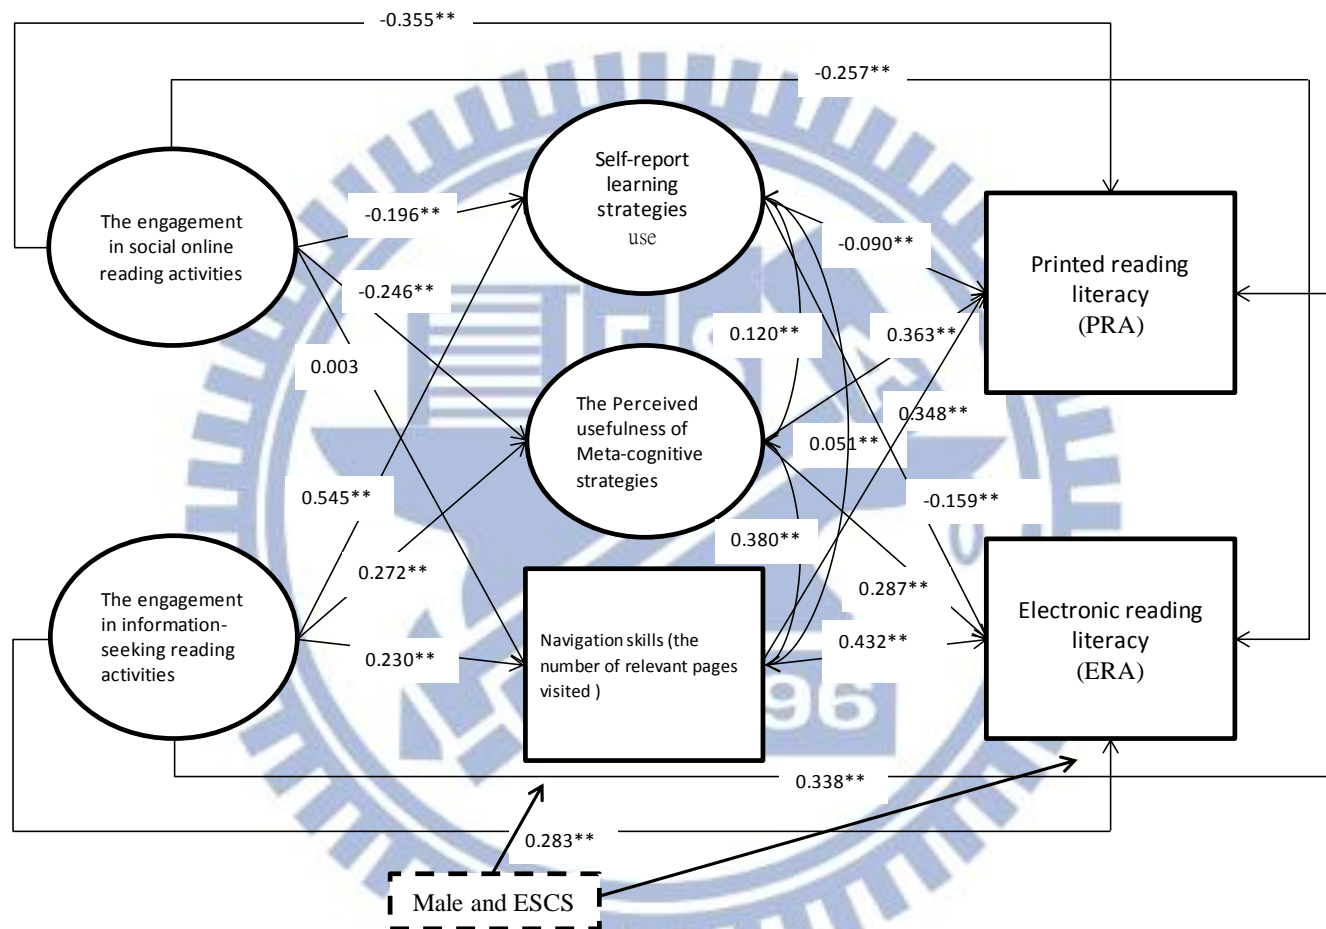 -0.355**
-0.257**
The engagement
in social online
reading activities
Self-report
learning
strategies
use
Printed reading
literacy
(PRA)
-0.196**
-0.090**
-0.246**
0.120**
0.363**
0.003
0.348**
0.051**
The Perceived
usefulness of
Meta-cognitive
strategies
0.545**
-0.159**
0.380**
0.272**
0.287**
The engagement
in information-
seeking reading
activities
0.230**
Navigation skills (the
number of relevant pages
visited )
0.432**
Electronic reading
literacy
(ERA)
96
0.338**
0.283**
Male and ESCS